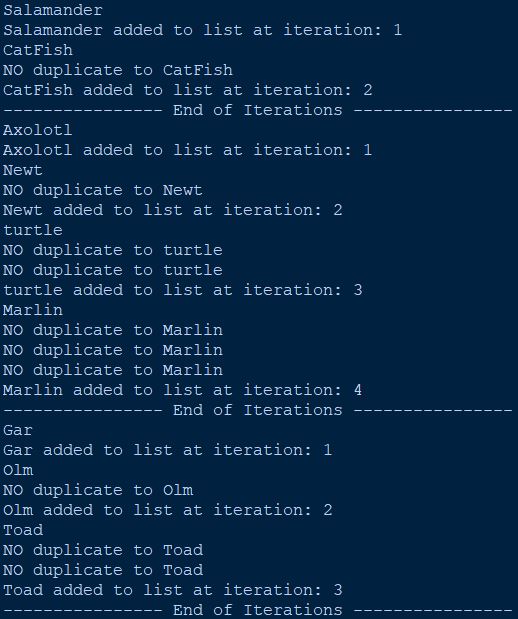 Salamander
Salamander added to list at iteration: 1
CatFish
NO duplicate to CatFish
CatFish added to list at iteration: 2
---------------- End of Iterations ----------------
Axolotl
Axolotl added to list at iteration: 1
Newt
NO duplicate to Newt
Newt added to list at iteration: 2
turtle
NO duplicate to turtle
NO duplicate to turtle
turtle added to list at iteration: 3
Marlin
NO duplicate to Marlin
NO duplicate to Marlin
NO duplicate to Marlin
Marlin added to list at iteration: 4
---------------- End of Iterations ----------------
Gar
Gar added to list at iteration: 1
Olm
NO duplicate to Olm
Olm added to list at iteration: 2
Toad
NO duplicate to Toad
NO duplicate to Toad
Toad added to list at iteration: 3
---------------- End of Iterations ----------------